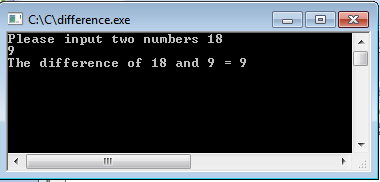 C:\C\difference.exe
Please input two numbers 18
9
The difference of 18 and 9 = 9